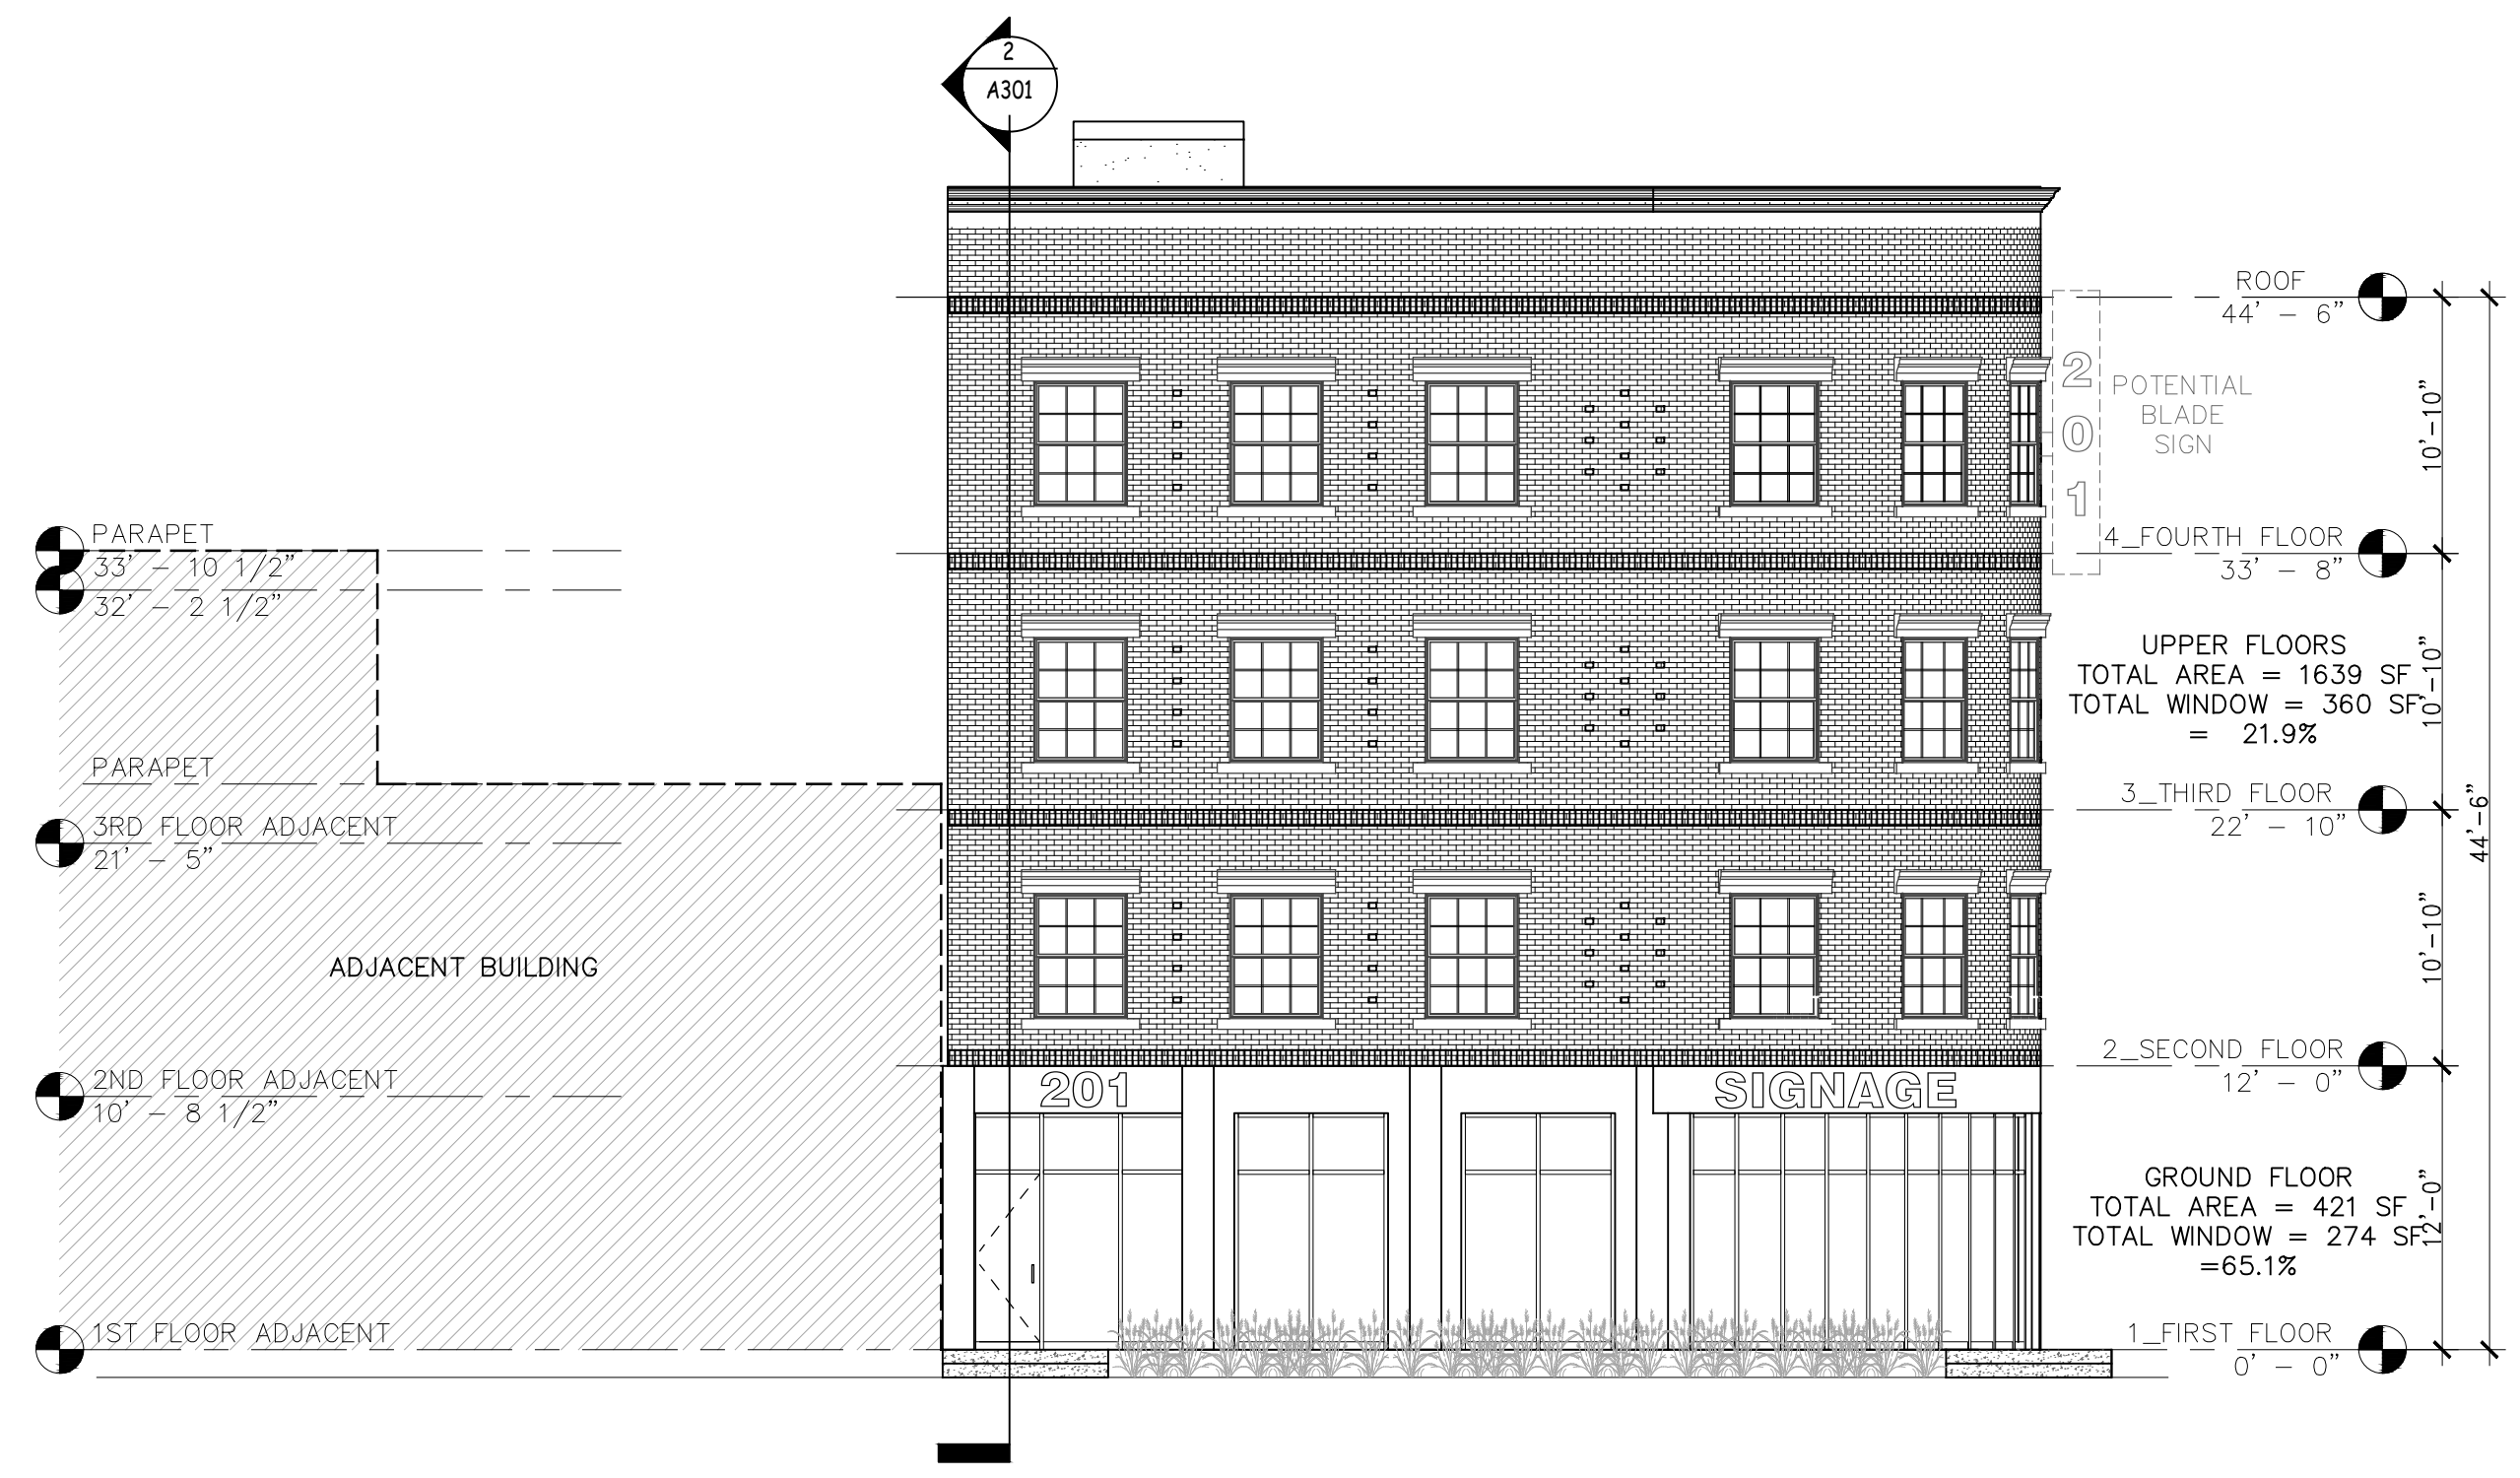 2
A301
ROOF
44' - 6"
2
0
1
POTENTIAL
BLADE
SIGN
10'-10"
PARAPET
33' - 10 1/2"
32' - 2 1/2"
4_FOURTH FLOOR
33' - 8"
UPPER FLOORS
TOTAL AREA = 1639 SF
TOTAL WINDOW = 360 SF
= 21.9%
10'-10"
PARAPET
3RD FLOOR ADJACENT
21' - 5"
3_THIRD FLOOR
22' - 10"
44'-6"
10'-10"
ADJACENT BUILDING
2ND FLOOR ADJACENT
10' - 8 1/2"
2_SECOND FLOOR
12' - 0"
201
SIGNAGE
GROUND FLOOR
TOTAL AREA = 421 SF
TOTAL WINDOW = 274 SF
=65.1%
12'-0"
1ST FLOOR ADJACENT
1_FIRST FLOOR
0' - 0"